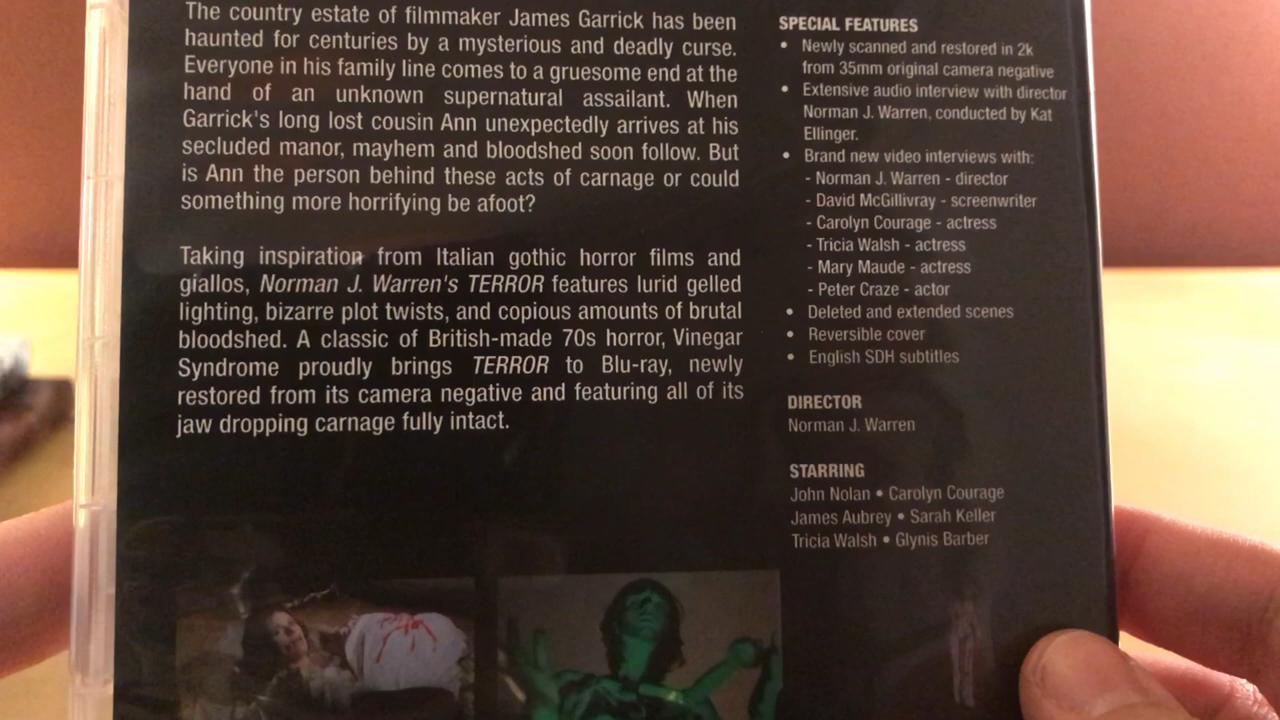 The country estate of filmmaker James Garrick has been
haunted for centuries by a mysterious and deadly curse.
Everyone in his family line comes to a gruesome end at the
hand of an unknown supernatural assailant. When
Garrick's long lost cousin Ann unexpectedly arrives at his
secluded manor, mayhem and bloodshed soon follow. But
is Ann the person behind these acts of carnage or could
something more horrifying be afoot?
Taking inspiration from Italian gothic horror films and
giallos, Norman J. Warren's TERROR features lurid gelled
lighting, bizarre plot twists, and copious amounts of brutal
bloodshed. A classic of British-made 70s horror, Vinegar
Syndrome proudly brings TERROR to Blu-ray, newly
restored from its camera negative and featuring all of its
jaw dropping carnage fully intact.
SPECIAL FEATURES
• Newly scanned and restored in 2k
from 35mm original camera negative
• Extensive audio interview with director
Norman J. Warren, conducted by Kat
Ellinger.
• Brand new video interviews with:
- Norman J. Warren - director
- David McGillivray - screenwriter
- Carolyn Courage - actress
- Tricia Walsh - actress
- Mary Maude - actress
- Peter Craze - actor
• Deleted and extended scenes
• Reversible cover
• English SDH subtitles
DIRECTOR
Norman J. Warren
STARRING
John Nolan • Carolyn Courage
James Aubrey • Sarah Keller
Tricia Walsh • Glynis Barber